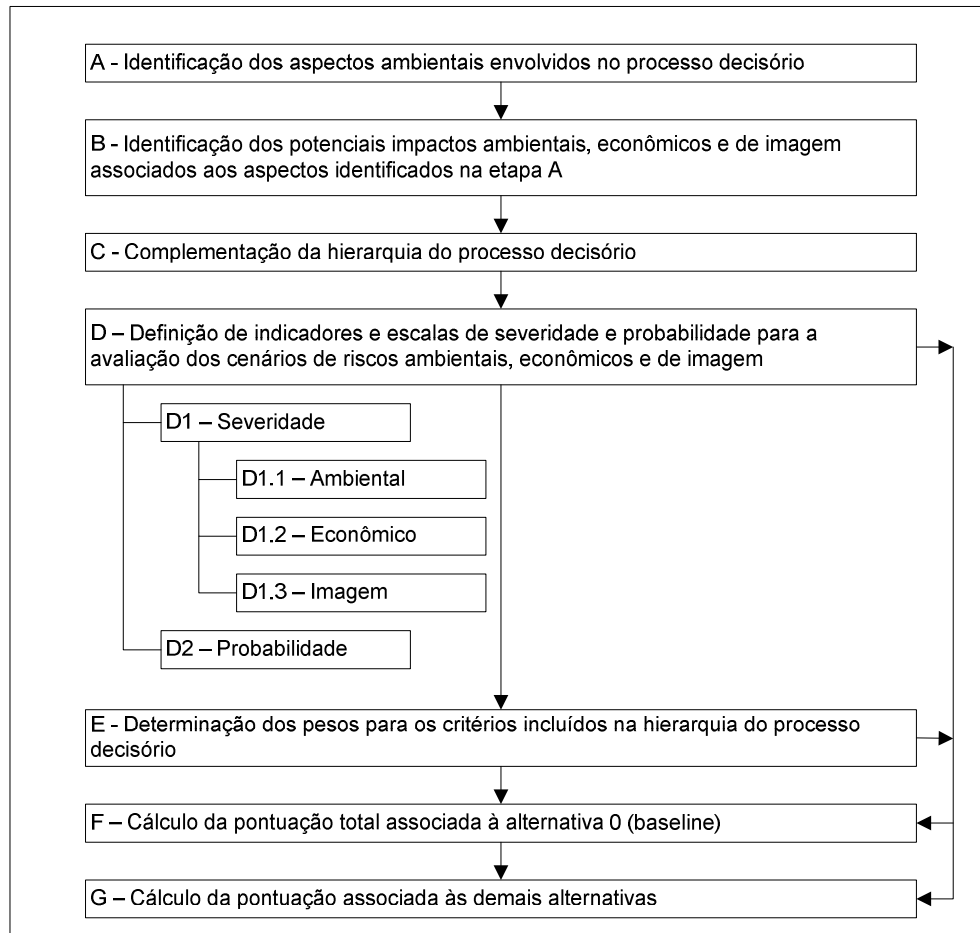 A - Identificação dos aspectos ambientais envolvidos no processo decisório
B - Identificação dos potenciais impactos ambientais, econômicos e de imagem
associados aos aspectos identificados na etapa A
C - Complementação da hierarquia do processo decisório
D – Definição de indicadores e escalas de severidade e probabilidade para a
avaliação dos cenários de riscos ambientais, econômicos e de imagem
D1 – Severidade
D1.1 – Ambiental
D1.2 – Econômico
D1.3 – Imagem
D2 – Probabilidade
E - Determinação dos pesos para os critérios incluídos na hierarquia do processo
decisório
F – Cálculo da pontuação total associada à alternativa 0 (baseline)
G – Cálculo da pontuação associada às demais alternativas